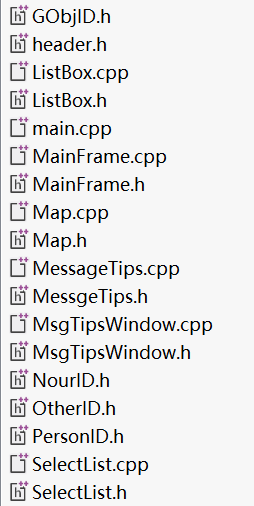 GObjID.h
header.h
ListBox.cpp
ListBox.h
main.cpp
MainFrame.cpp
MainFrame.h
Map.cpp
Map.h
MessageTips.cpp
MessgeTips.h
MsgTipsWindow.cpp
MsgTipsWindow.h
NourID.h
OtherID.h
PersonID.h
SelectList.cpp
SelectList.h